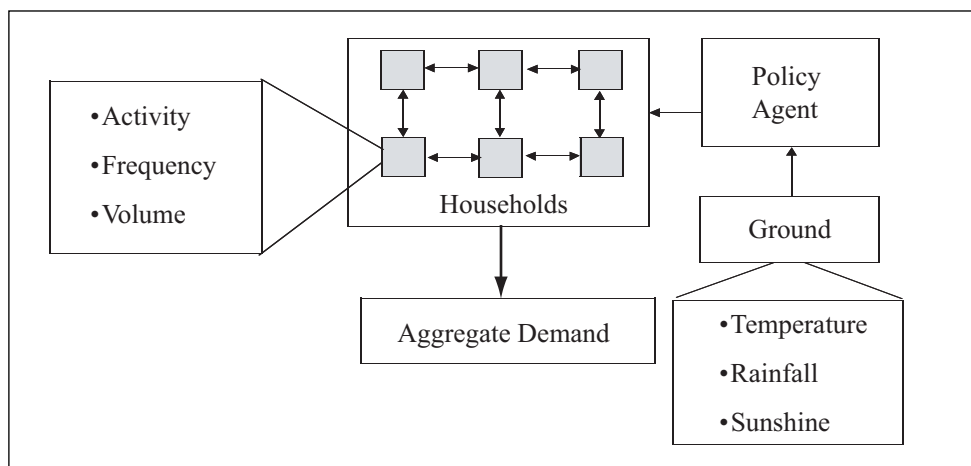 •Activity
•Frequency
•Volume
Households
Policy
Agent
Ground
Aggregate Demand
•Temperature
•Rainfall
•Sunshine